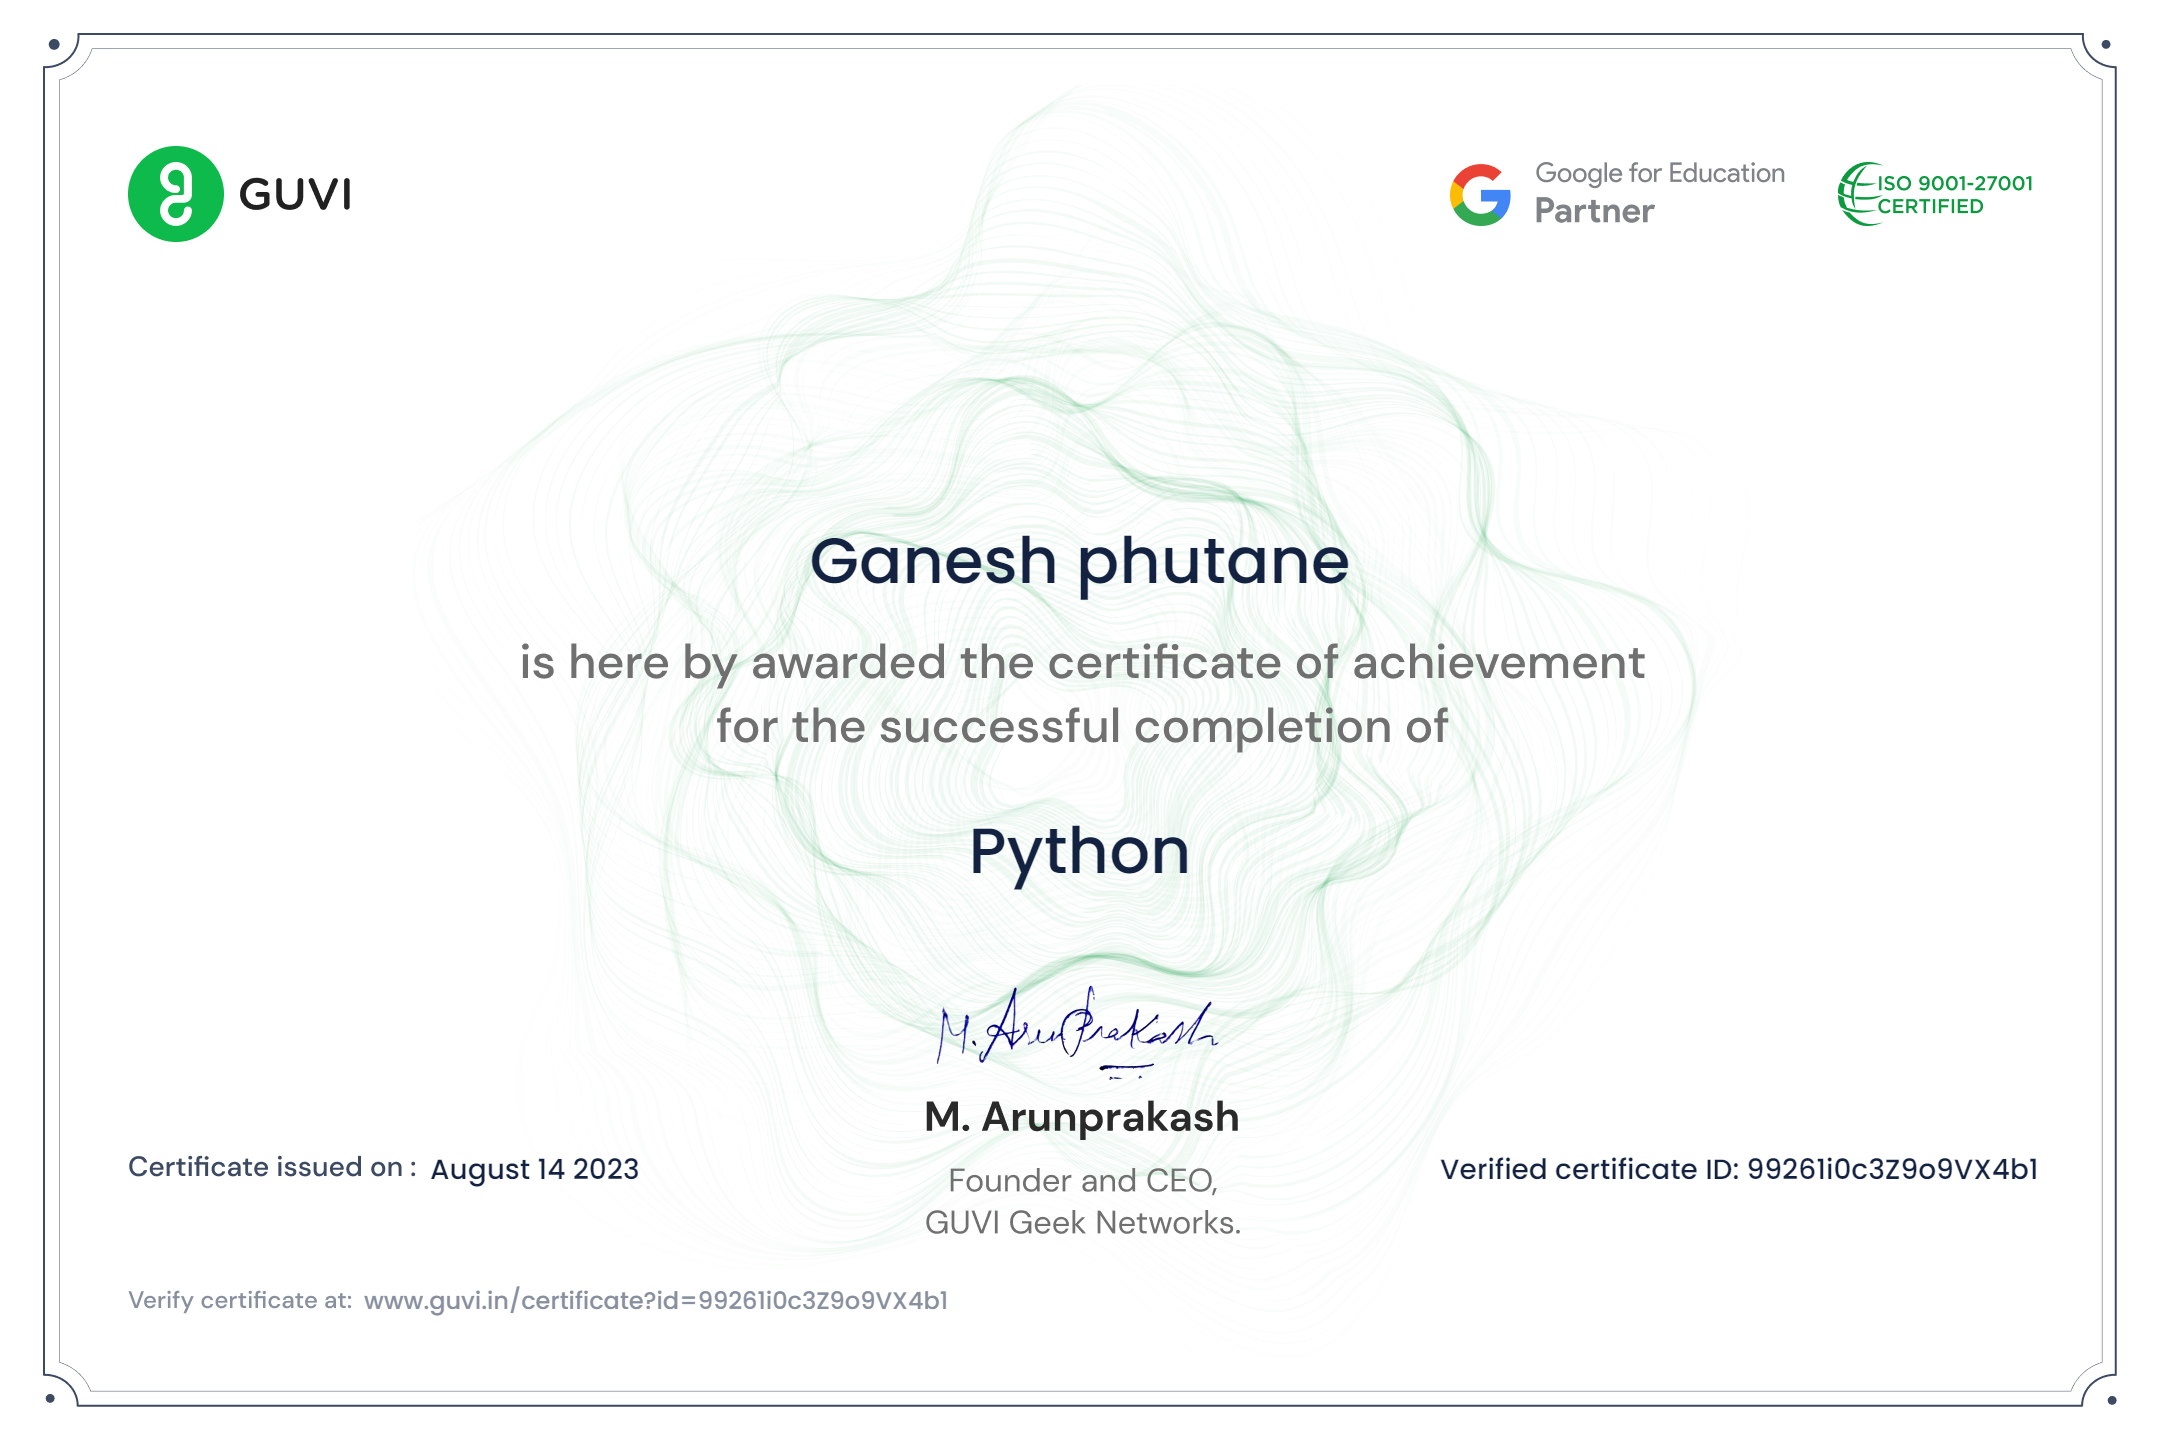 GUVI
Google for Education
Partner
ISO 9001-27001
CERTIFIED
Ganesh phutane
is here by awarded the certificate of achievement
for the successful completion of
Python
M. ArunPrakash
M. Arunprakash
Founder and CEO,
GUVI Geek Networks.
Certificate issued on : August 14 2023
Verified certificate ID: 99261i0c3Z9o9VX4b1
Verify certificate at: www.guvi.in/certificate?id=99261i0c3Z9o9VX4b1